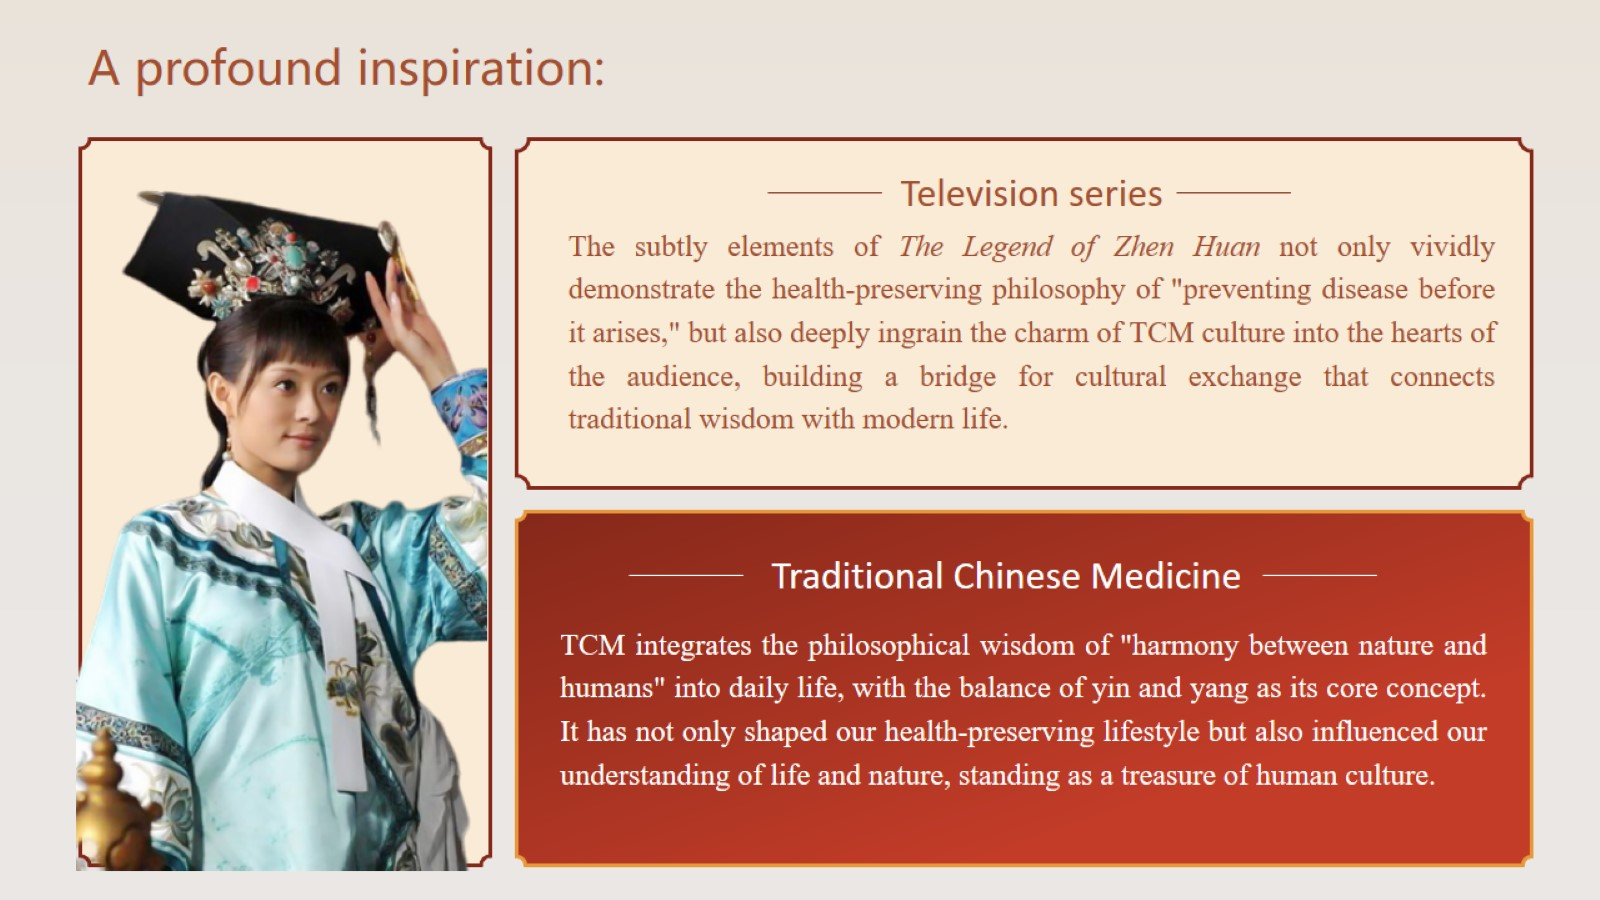 A profound inspiration:
Television series
The subtly elements of The Legend of Zhen Huan not only vividly
demonstrate the health-preserving philosophy of "preventing disease before
it arises," but also deeply ingrain the charm of TCM culture into the hearts of
the audience, building a bridge for cultural exchange that connects
traditional wisdom with modern life.
Traditional Chinese Medicine
TCM integrates the philosophical wisdom of "harmony between nature and
humans" into daily life, with the balance of yin and yang as its core concept.
It has not only shaped our health-preserving lifestyle but also influenced our
understanding of life and nature, standing as a treasure of human culture.